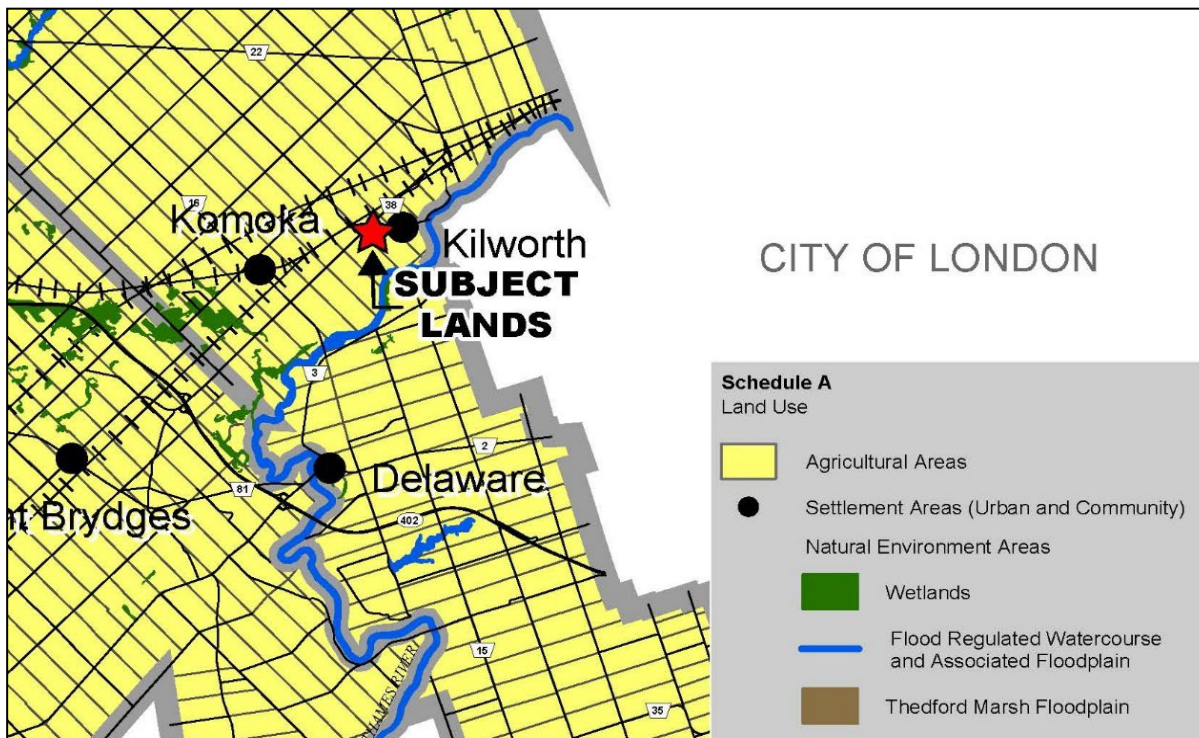 22
16
38
Komoka
Kilworth
SUBJECT
LANDS
CITY OF LONDON
3
2
Delaware
81
nt Brydges
402
15
35
Schedule A
Land Use
Agricultural Areas
Settlement Areas (Urban and Community)
Natural Environment Areas
Wetlands
Flood Regulated Watercourse
and Associated Floodplain
Thedford Marsh Floodplain